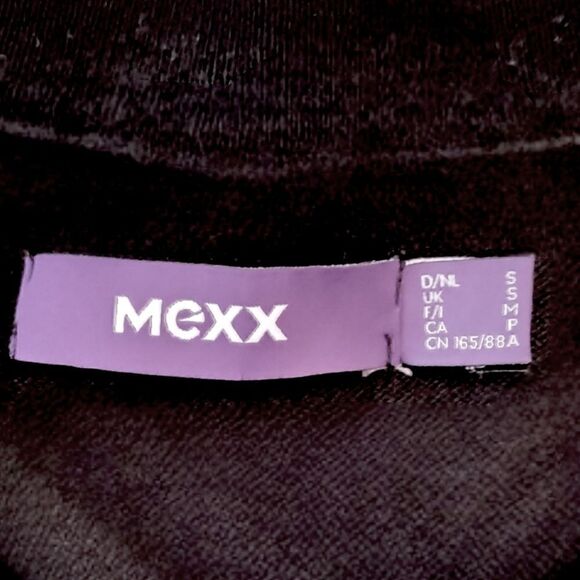 Mexx
D/NL S
UK S
F/I M
CA P
CN 165/88A